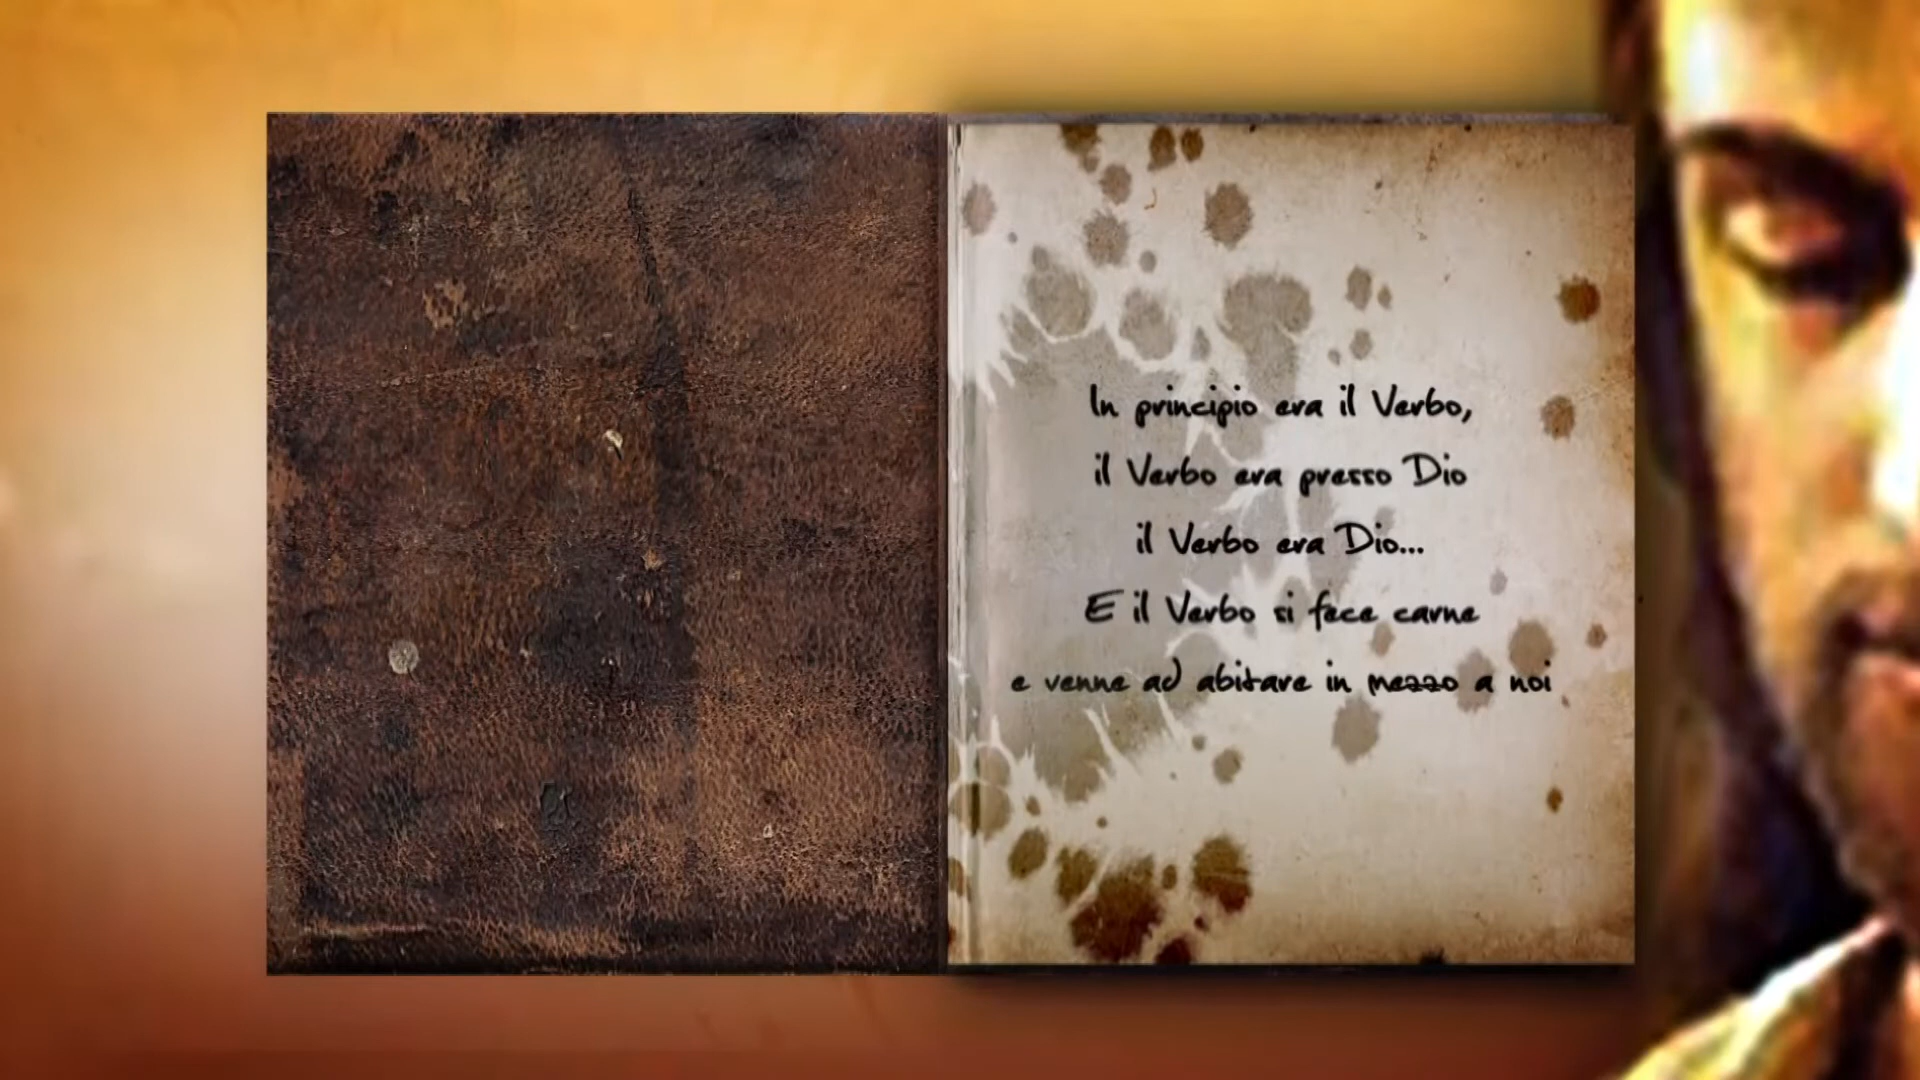 In principio era il Verbo,
il Verbo era presso Dio
il Verbo era Dio...
E il Verbo si fece carne
e venne ad abitare in mezzo a noi